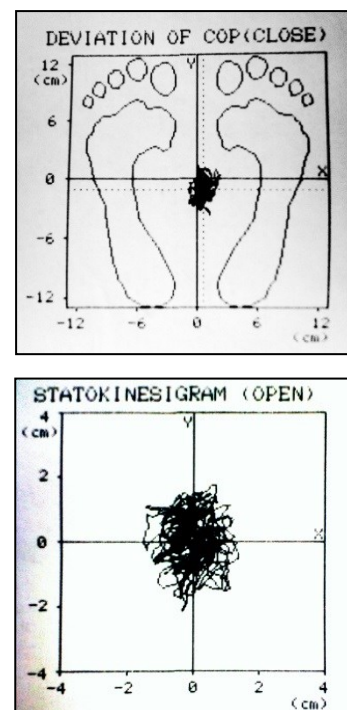 DEVIATION OF COP(CLOSE)
12
(cm)
Y
6
0
X
-6
-12
-12 -6 0 6 12
(cm)
STATOKINESIGRAM (OPEN)
4
(cm)
Y
2
0
X
-2
-4
-4 -2 0 2 4
(cm)